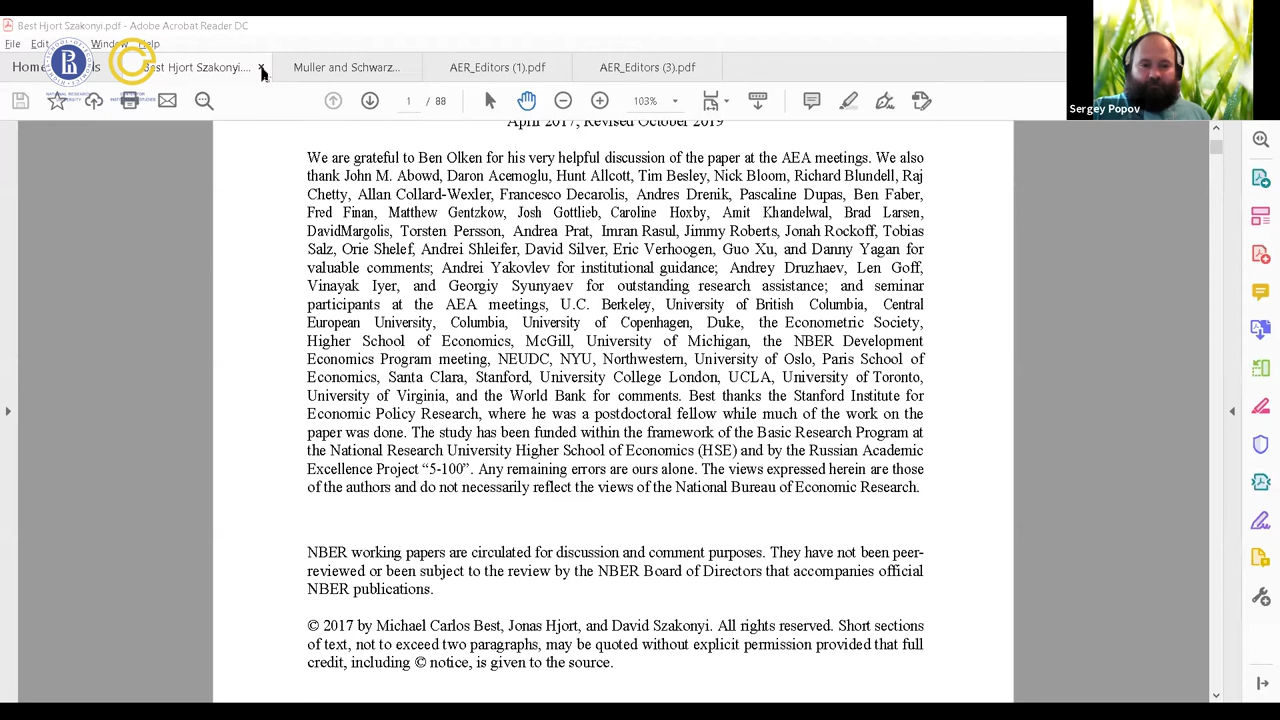 Best Hjort Szakonyi.pdf - Adobe Acrobat Reader DC
File Edit Window Help
Best Hjort Szakonyi....
Muller and Schwarz...
AER_Editors (1).pdf
AER_Editors (3).pdf
1 / 88
103%
Sergey Popov
April 2017, Revised October 2019
We are grateful to Ben Olken for his very helpful discussion of the paper at the AEA meetings. We also
thank John M. Abowd, Daron Acemoglu, Hunt Allcott, Tim Besley, Nick Bloom, Richard Blundell, Raj
Chetty, Allan Collard-Wexler, Francesco Decarolis, Andres Drenik, Pascaline Dupas, Ben Faber,
Fred Finan, Matthew Gentzkow, Josh Gottlieb, Caroline Hoxby, Amit Khandelwal, Brad Larsen,
DavidMargolis, Torsten Persson, Andrea Prat, Imran Rasul, Jimmy Roberts, Jonah Rockoff, Tobias
Salz, Orie Shelef, Andrei Shleifer, David Silver, Eric Verhoogen, Guo Xu, and Danny Yagan for
valuable comments; Andrei Yakovlev for institutional guidance; Andrey Druzhaev, Len Goff,
Vinayak Iyer, and Georgiy Syunyaev for outstanding research assistance; and seminar
participants at the AEA meetings, U.C. Berkeley, University of British Columbia, Central
European University, Columbia, University of Copenhagen, Duke, the Econometric Society,
Higher School of Economics, McGill, University of Michigan, the NBER Development
Economics Program meeting, NEUDC, NYU, Northwestern, University of Oslo, Paris School of
Economics, Santa Clara, Stanford, University College London, UCLA, University of Toronto,
University of Virginia, and the World Bank for comments. Best thanks the Stanford Institute for
Economic Policy Research, where he was a postdoctoral fellow while much of the work on the
paper was done. The study has been funded within the framework of the Basic Research Program at
the National Research University Higher School of Economics (HSE) and by the Russian Academic
Excellence Project “5-100”. Any remaining errors are ours alone. The views expressed herein are those
of the authors and do not necessarily reflect the views of the National Bureau of Economic Research.
NBER working papers are circulated for discussion and comment purposes. They have not been peer-
reviewed or been subject to the review by the NBER Board of Directors that accompanies official
NBER publications.
© 2017 by Michael Carlos Best, Jonas Hjort, and David Szakonyi. All rights reserved. Short sections
of text, not to exceed two paragraphs, may be quoted without explicit permission provided that full
credit, including © notice, is given to the source.